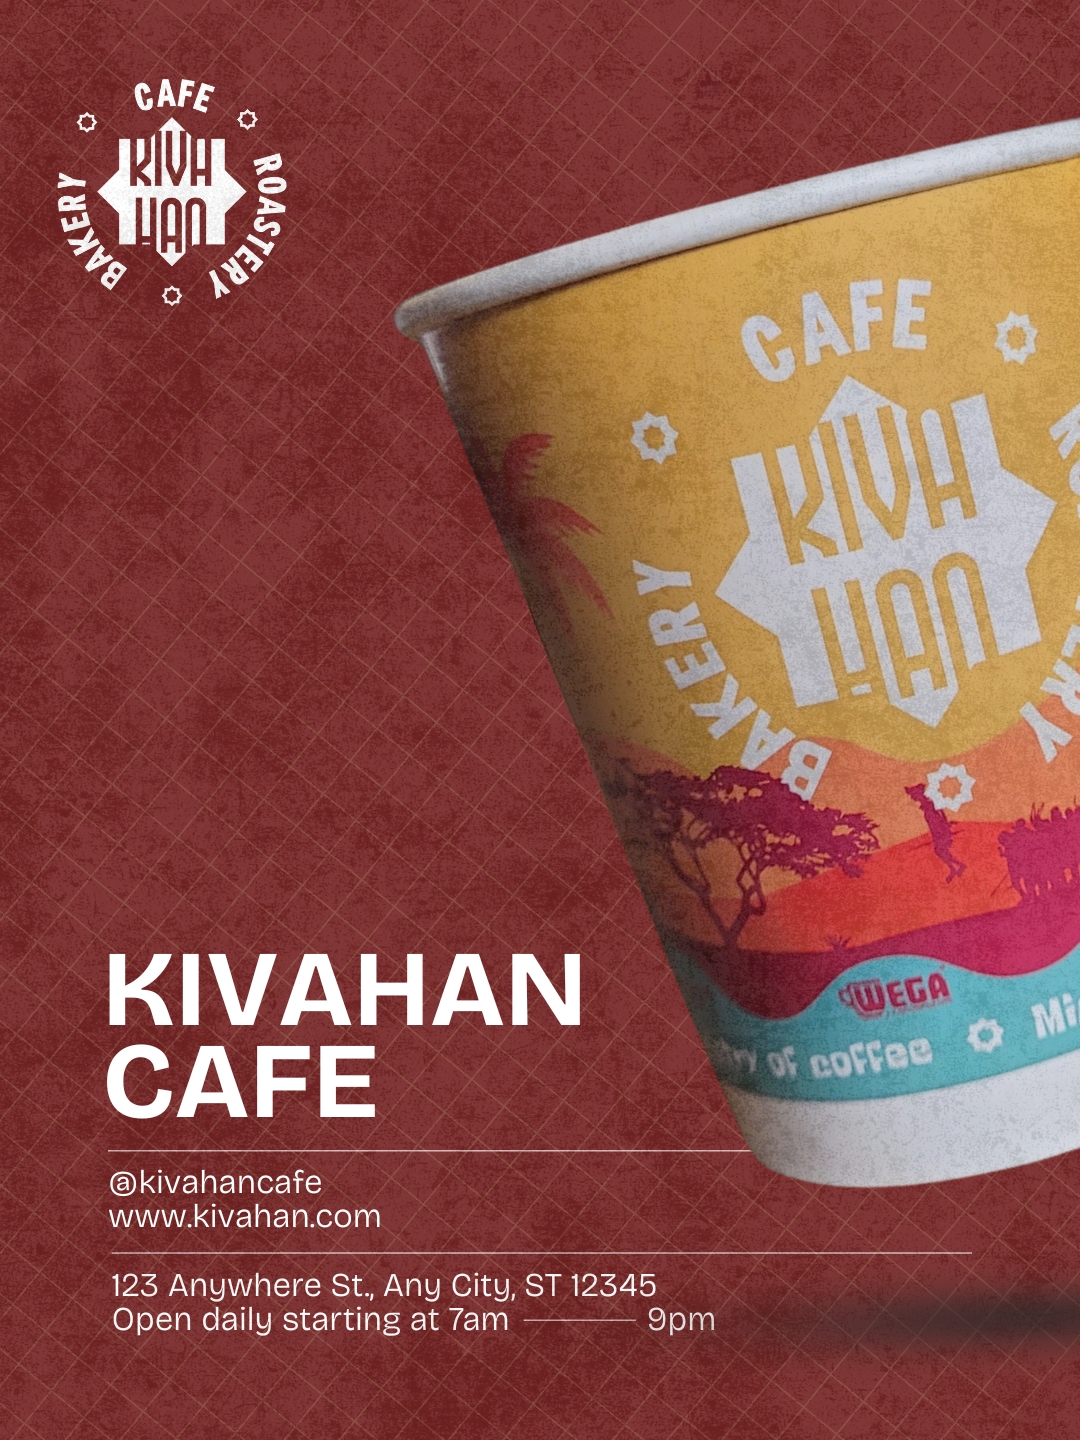 CAFE
BAKERY
ROASTERY
KIVA
HAN
CAFE
BAKERY
KIVA
HAN
WEGA
of coffee
KIVAHAN
CAFE
@kivahancafe
www.kivahan.com
123 Anywhere St., Any City, ST 12345
Open daily starting at 7am 9pm